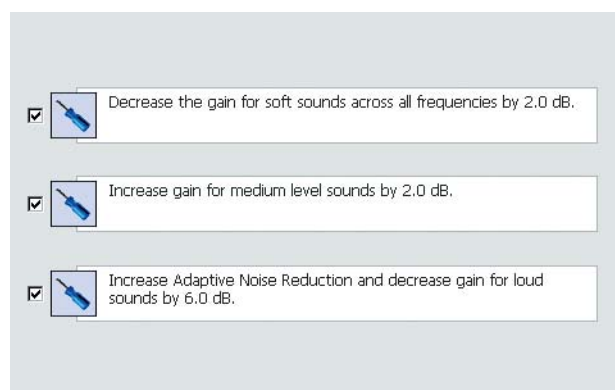 Decrease the gain for soft sounds across all frequencies by 2.0 dB.
Increase gain for medium level sounds by 2.0 dB.
Increase Adaptive Noise Reduction and decrease gain for loud
sounds by 6.0 dB.